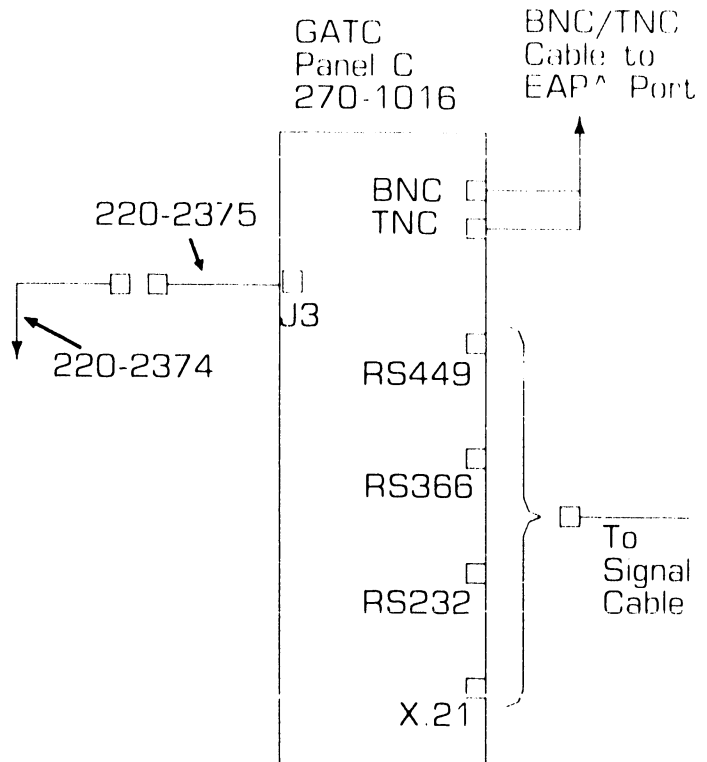 GATC
Panel C
270-1016
BNC/TNC
Cable to
Port
BNC
TNC
220-2375
J3
220-2374
RS449
RS366
RS232
X.21
To
Signal
Cable